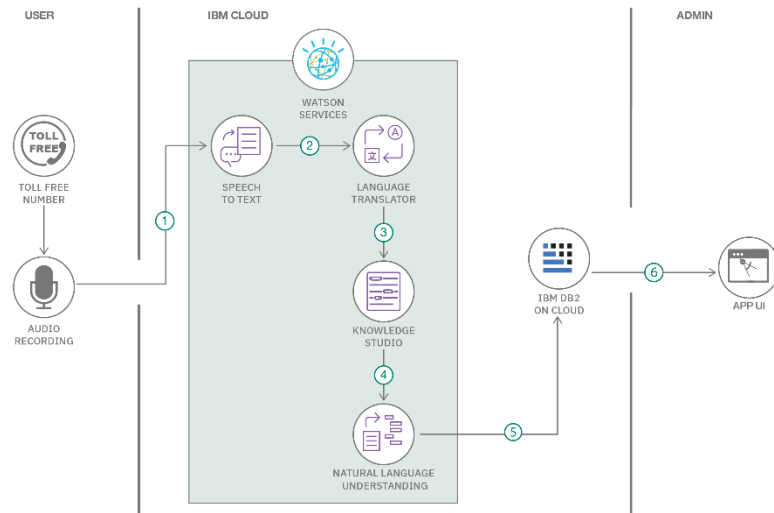 USER
IBM CLOUD
ADMIN
WATSON
SERVICES
TOLL
FREE
TOLL FREE
NUMBER
1
SPEECH
TO TEXT
2
A
文
LANGUAGE
TRANSLATOR
3
AUDIO
RECORDING
KNOWLEDGE
STUDIO
4
NATURAL LANGUAGE
UNDERSTANDING
5
IBM DB2
ON CLOUD
6
APP UI